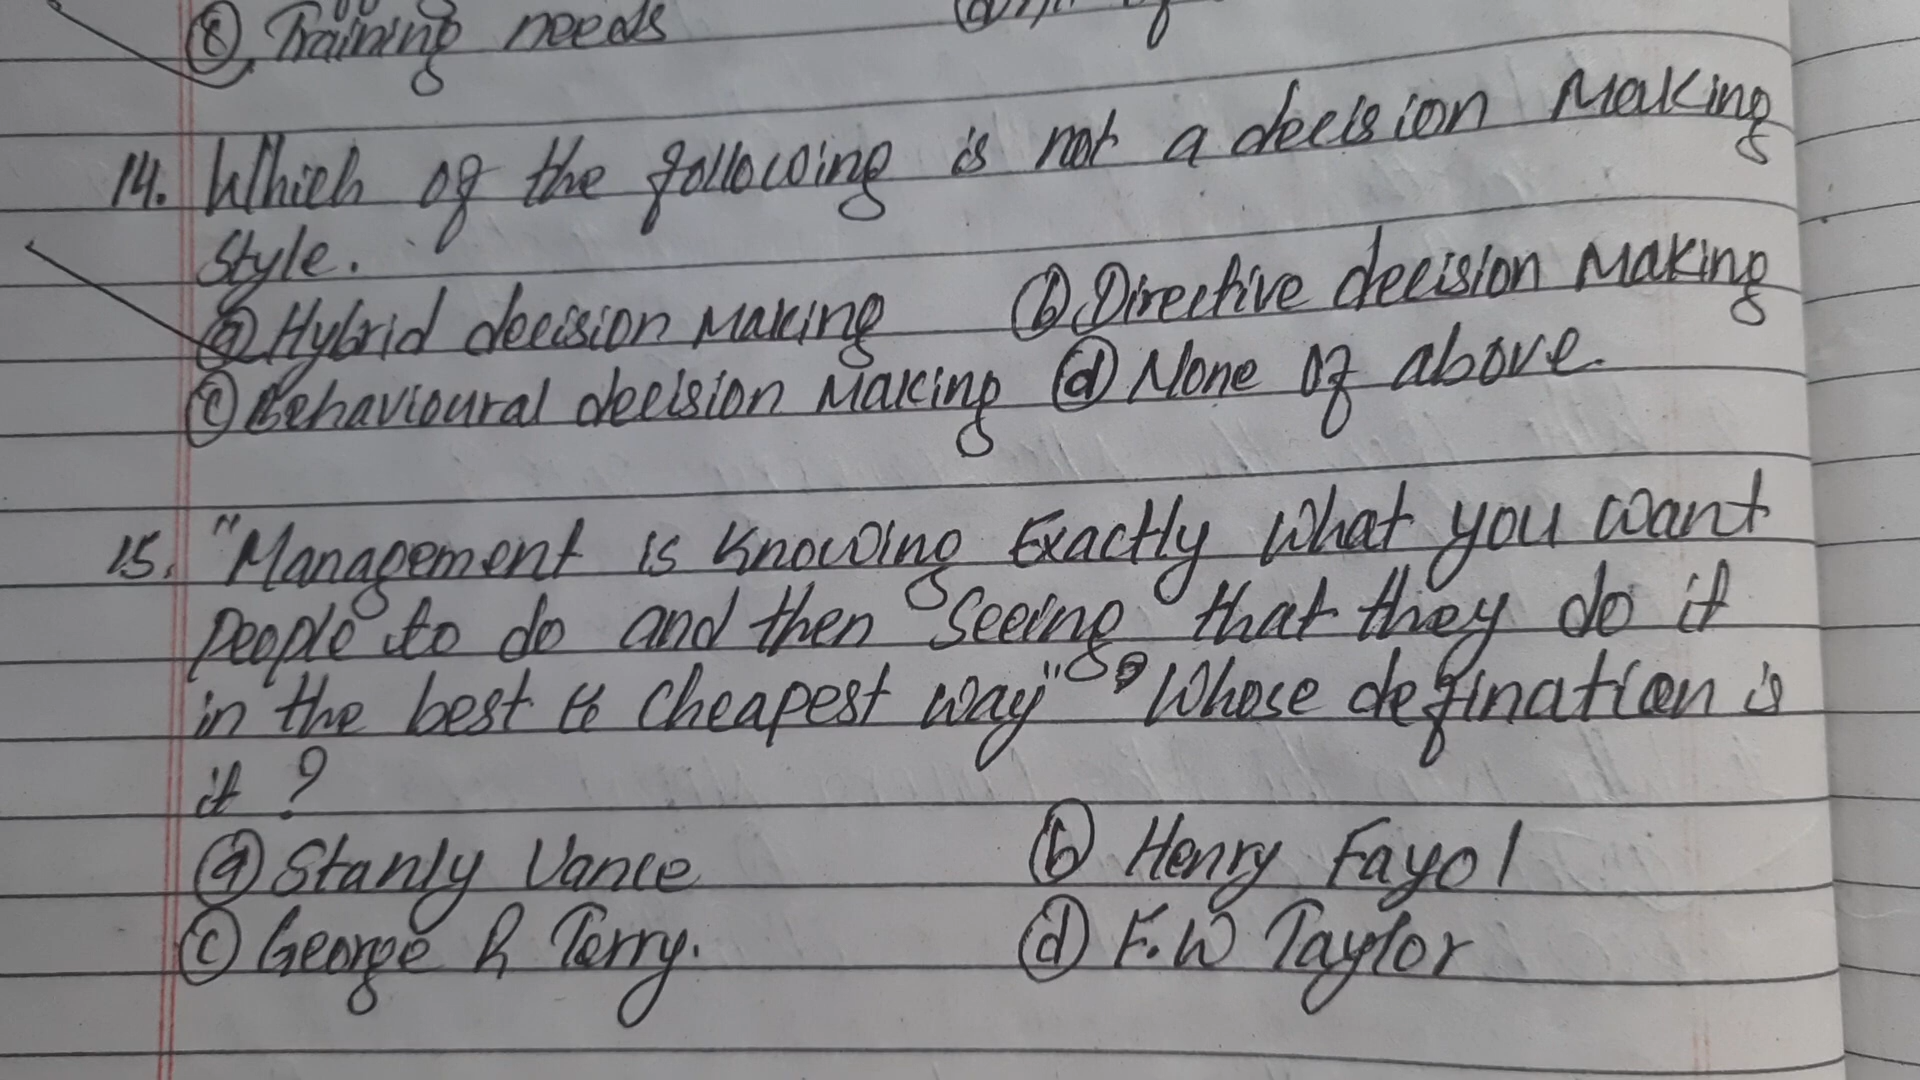 (c) Training needs
14. Which of the following is not a decision Making
Style.
(a) Hybrid decision Making (b) Directive decision Making
(c) Behavioural decision Making (d) None of above.
15. "Management is Knowing Exactly What you want
people to do and then Seeing that they do it
in the best & cheapest way", Whose defination is
it ?
(a) Stanly Vance (b) Henry Fayol
(c) George R Terry. (d) F.W Taylor